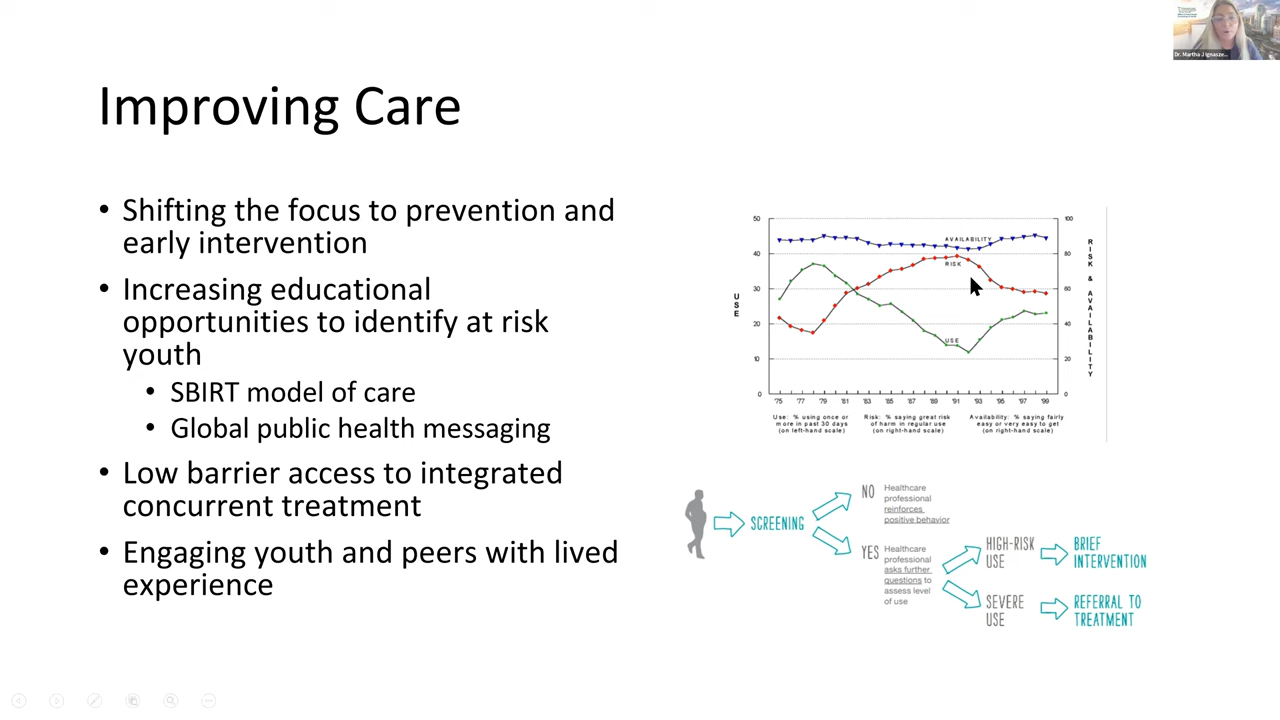 Dr. Martha J Ignasze...
Improving Care
• Shifting the focus to prevention and
early intervention
• Increasing educational
opportunities to identify at risk
youth
• SBIRT model of care
• Global public health messaging
• Low barrier access to integrated
concurrent treatment
• Engaging youth and peers with lived
experience
50
40
30
20
10
0
USE
AVAILABILITY
RISK
USE
100
80
60
40
20
0
RISK & AVAILABILITY
'75 '77 '79 '81 '83 '85 '87 '89 '91 '93 '95 '97 '99
Use: % using once or
more in past 30 days
(on left-hand scale)
Risk: % saying great risk
of harm in regular use
(on right-hand scale)
Availability: % saying fairly
easy or very easy to get
(on right-hand scale)
SCREENING
NO
Healthcare
professional
reinforces
positive behavior
YES
Healthcare
professional
asks further
questions to
assess level
of use
HIGH-RISK
USE
BRIEF
INTERVENTION
SEVERE
USE
REFERRAL TO
TREATMENT